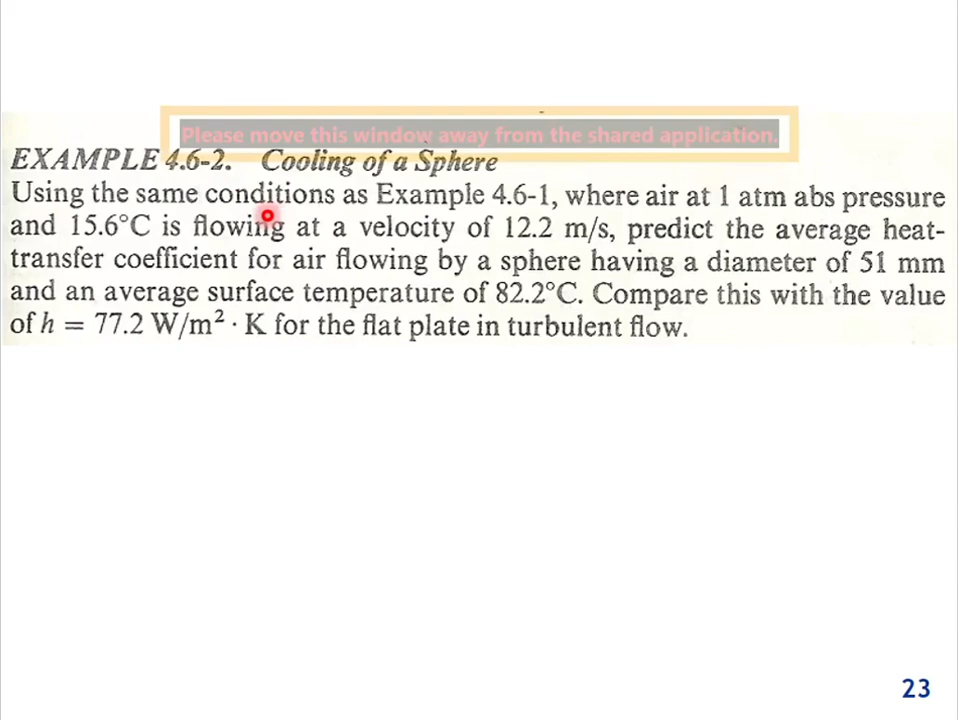 Please move this window away from the shared application.
EXAMPLE 4.6-2. Cooling of a Sphere
Using the same conditions as Example 4.6-1, where air at 1 atm abs pressure
and 15.6°C is flowing at a velocity of 12.2 m/s, predict the average heat-
transfer coefficient for air flowing by a sphere having a diameter of 51 mm
and an average surface temperature of 82.2°C. Compare this with the value
of h = 77.2 W/m² · K for the flat plate in turbulent flow.
23